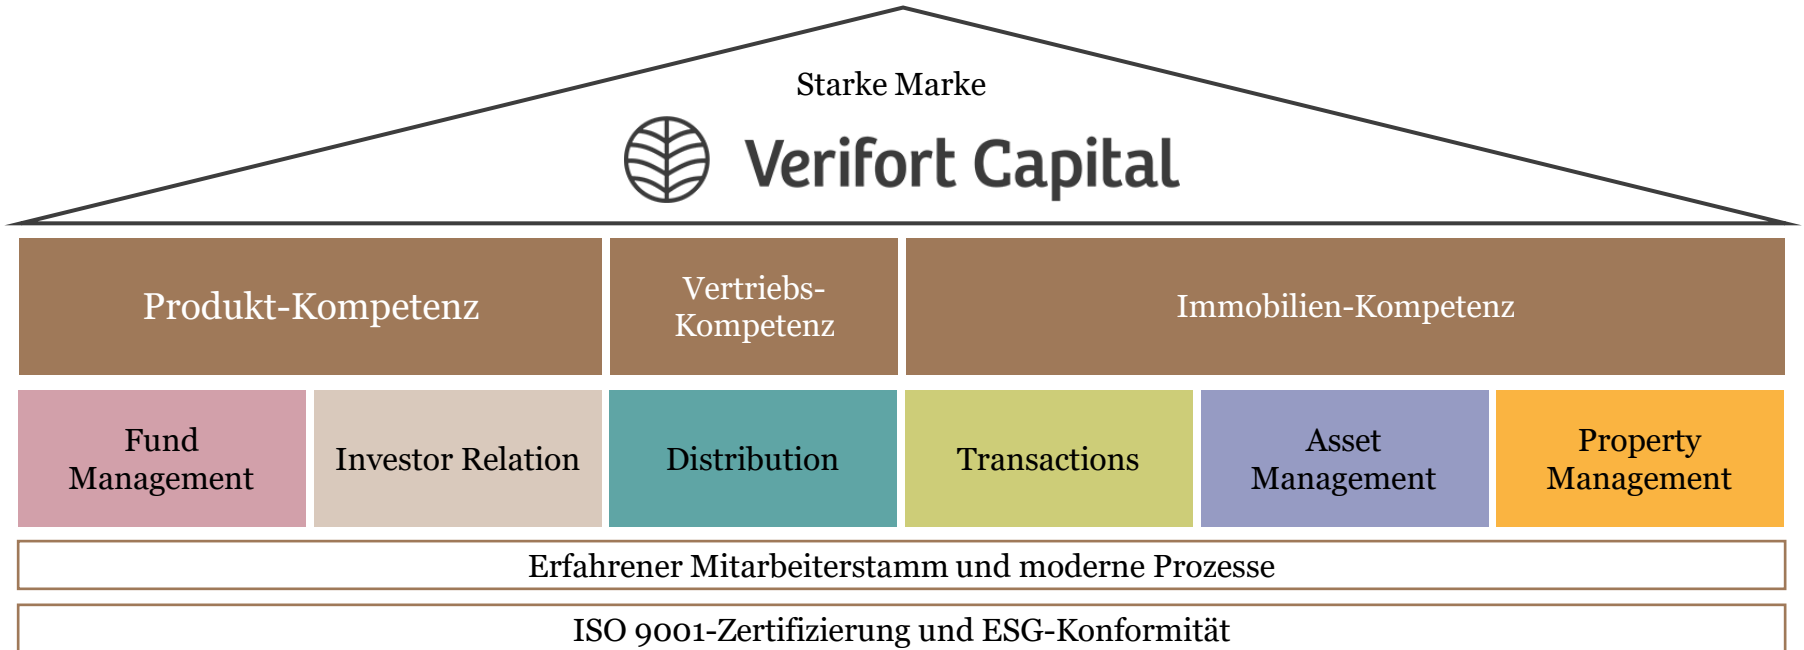 Starke Marke
Verifort Capital
Produkt-Kompetenz
Vertriebs-
Kompetenz
Immobilien-Kompetenz
Fund
Management
Investor Relation
Distribution
Transactions
Asset
Management
Property
Management
Erfahrener Mitarbeiterstamm und moderne Prozesse
ISO 9001-Zertifizierung und ESG-Konformität